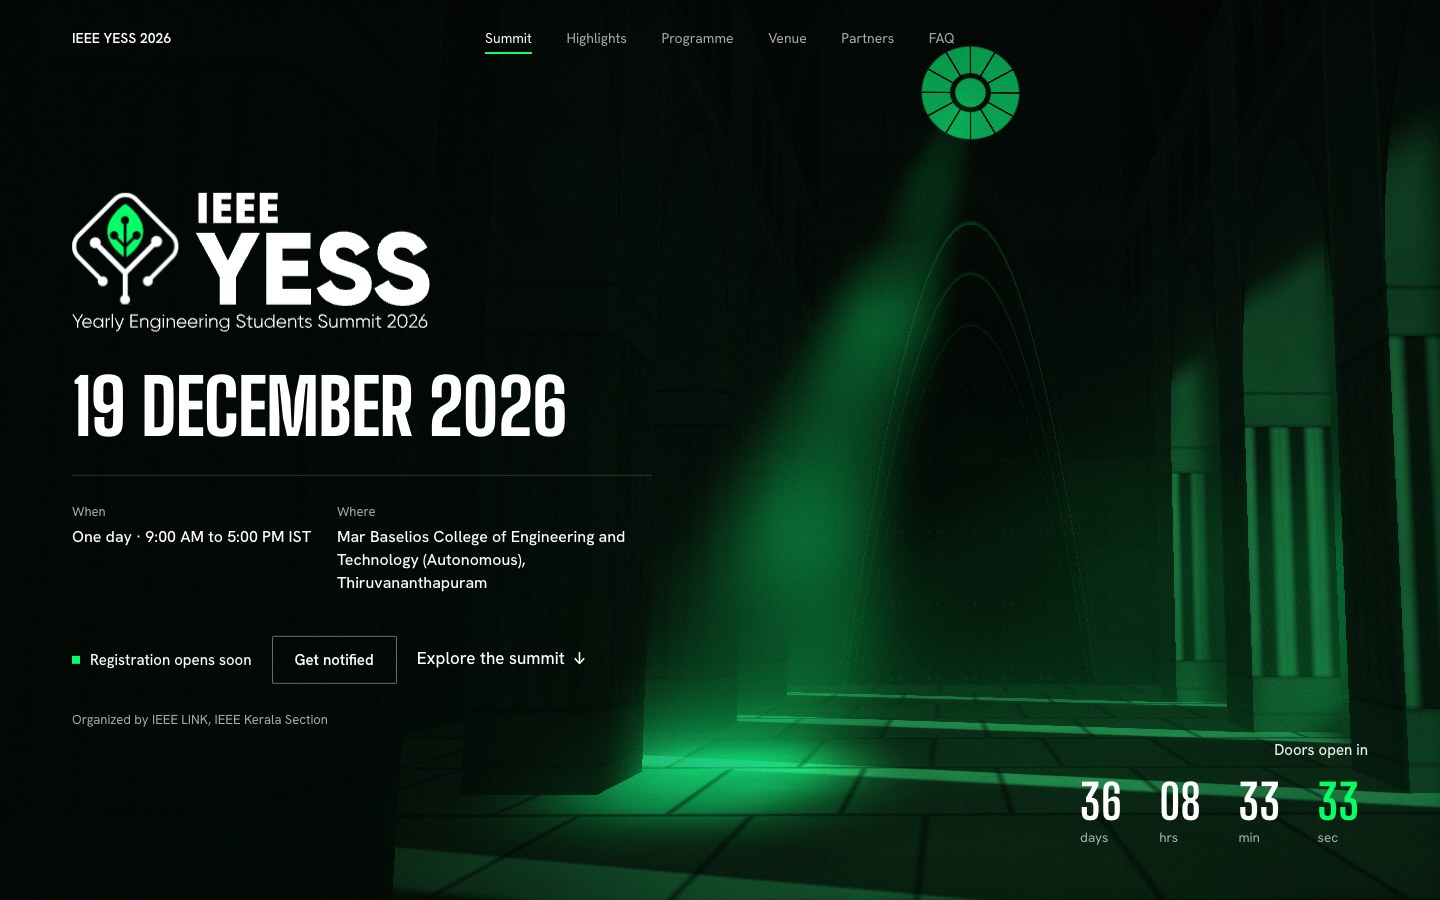 IEEE YESS 2026
Summit
Highlights
Programme
Venue
Partners
FAQ
IEEE
YESS
Yearly Engineering Students Summit 2026
19 DECEMBER 2026
When
One day · 9:00 AM to 5:00 PM IST
Where
Mar Baselios College of Engineering and
Technology (Autonomous),
Thiruvananthapuram
Registration opens soon
Get notified
Explore the summit ↓
Organized by IEEE LINK, IEEE Kerala Section
Doors open in
36 08 33 33
days hrs min sec